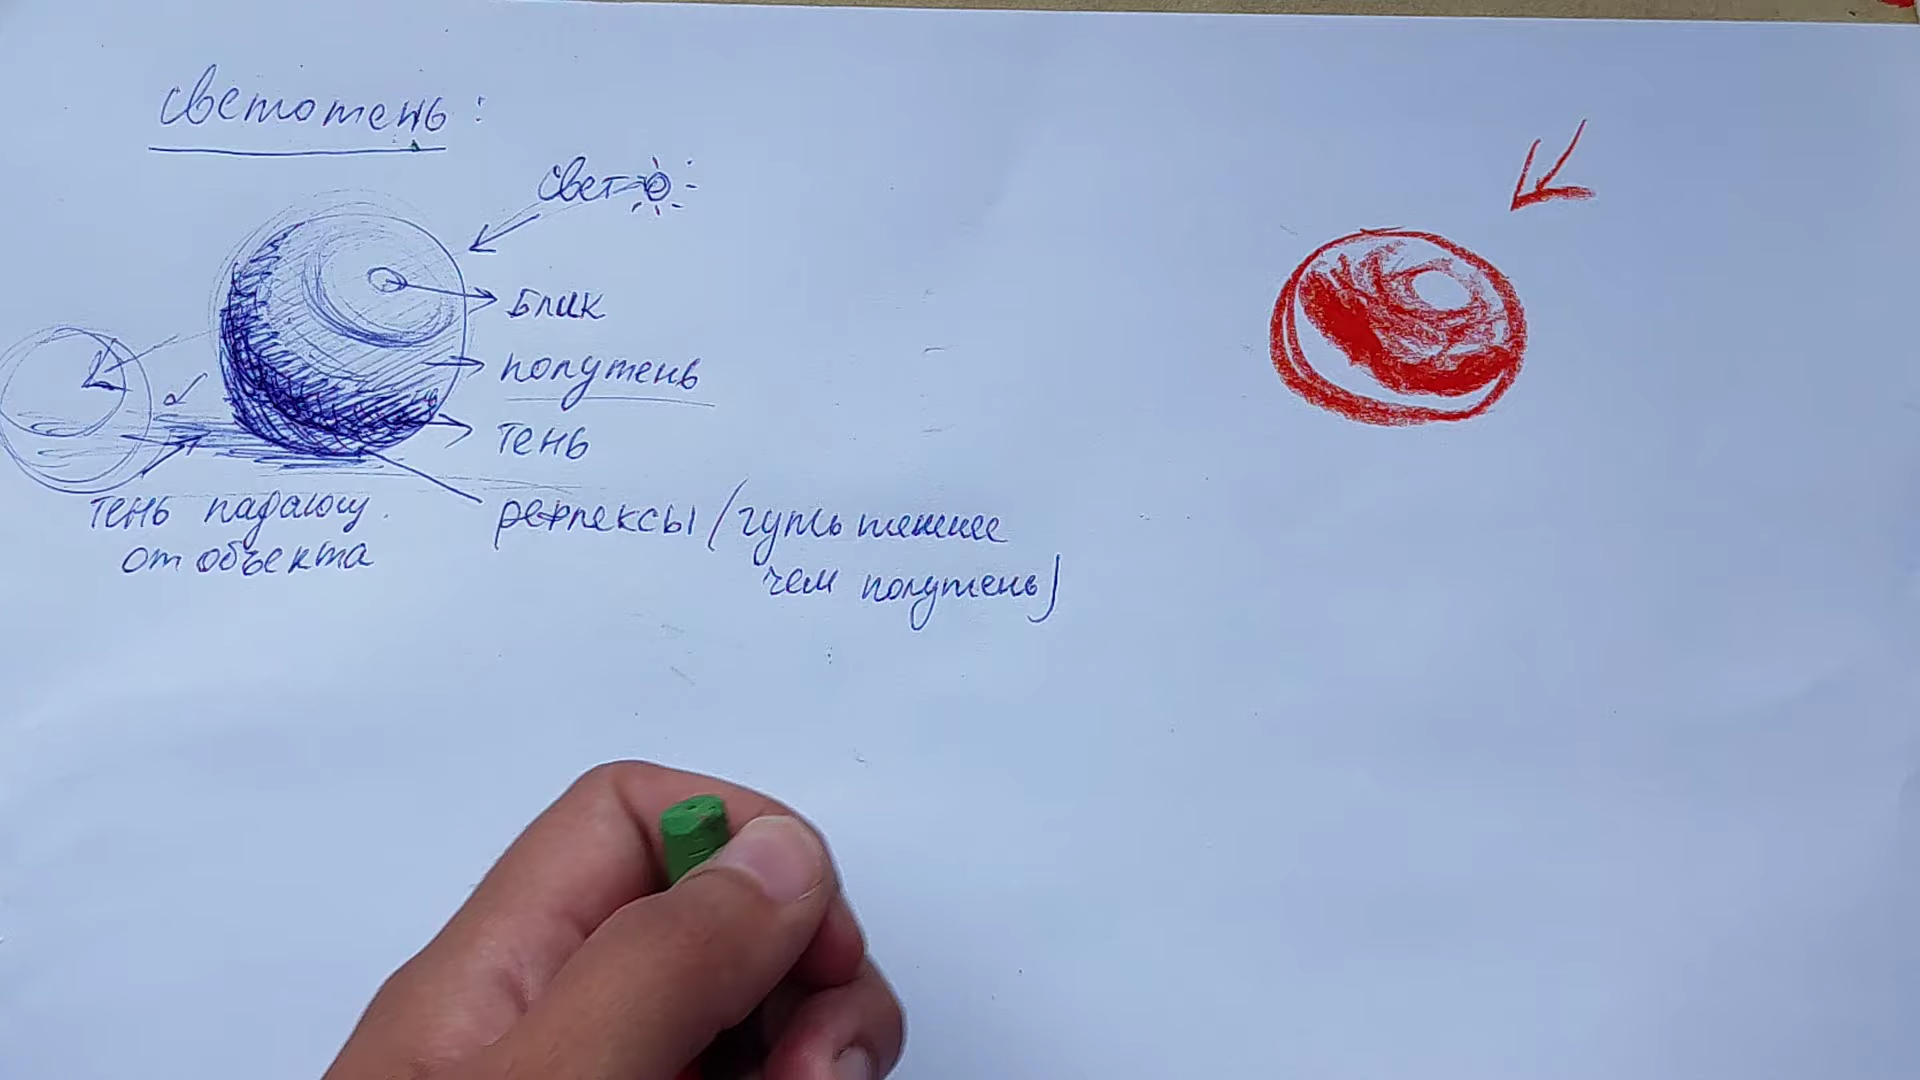 Светотень:
свет
блик
полутень
тень
рефлексы (чуть темнее
чем полутень)
тень падающ.
от объекта